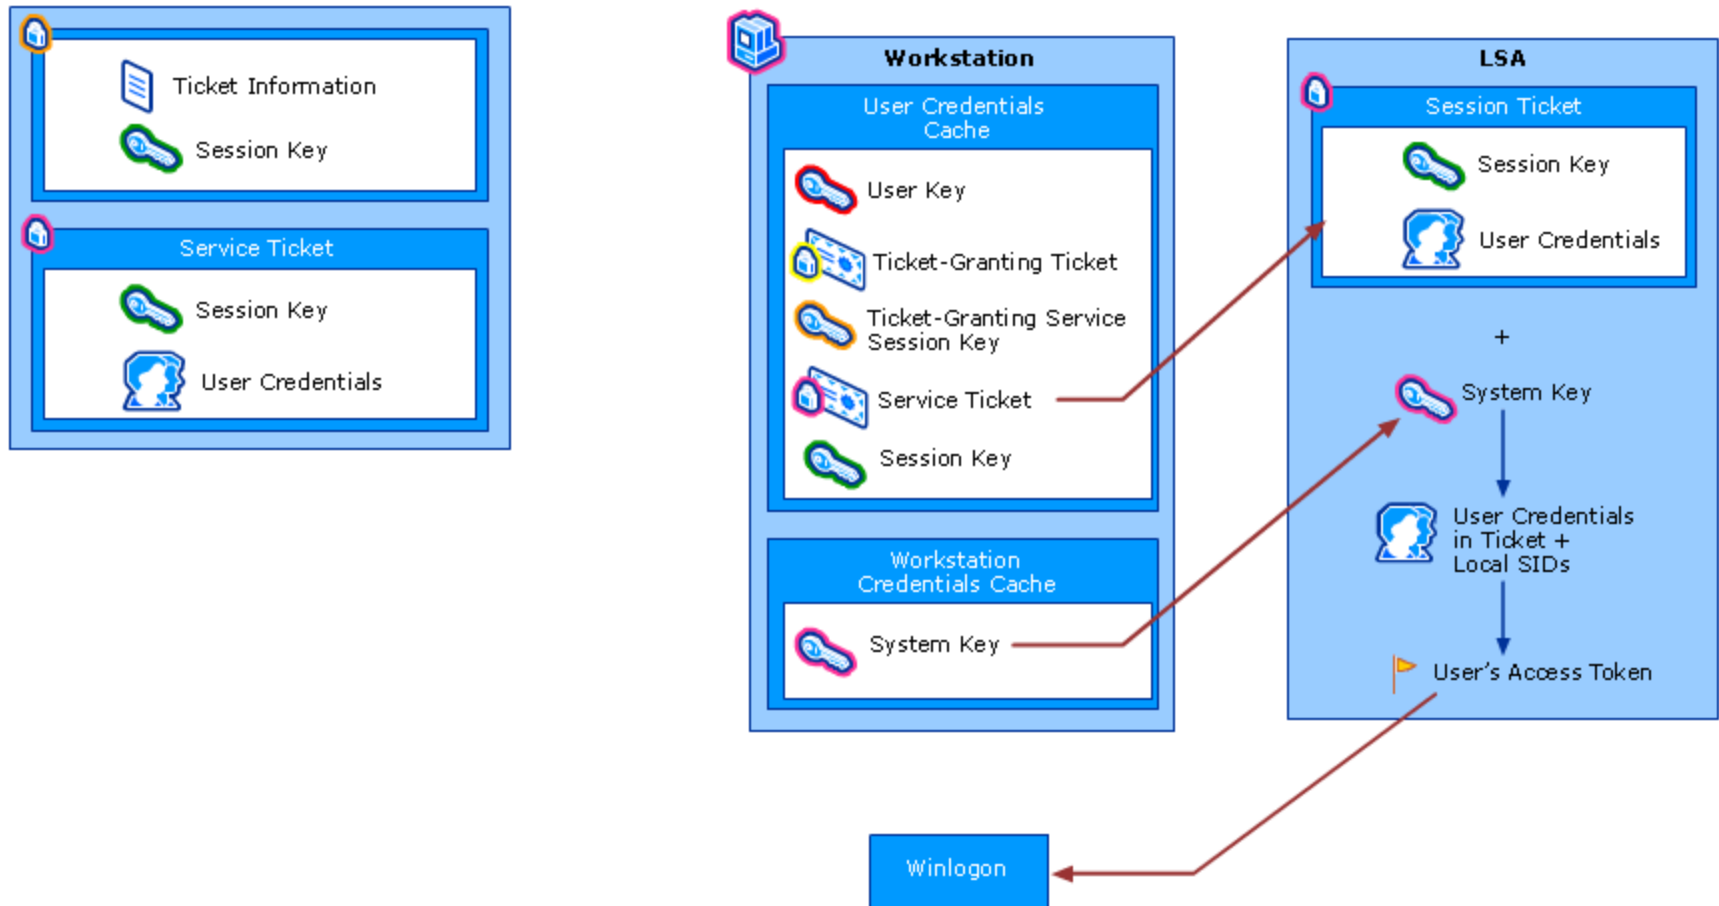 Ticket Information
Session Key
Service Ticket
Session Key
User Credentials
Workstation
User Credentials
Cache
User Key
Ticket-Granting Ticket
Ticket-Granting Service
Session Key
Service Ticket
Session Key
Workstation
Credentials Cache
System Key
LSA
Session Ticket
Session Key
User Credentials
+
System Key
User Credentials
in Ticket +
Local SIDs
User's Access Token
Winlogon